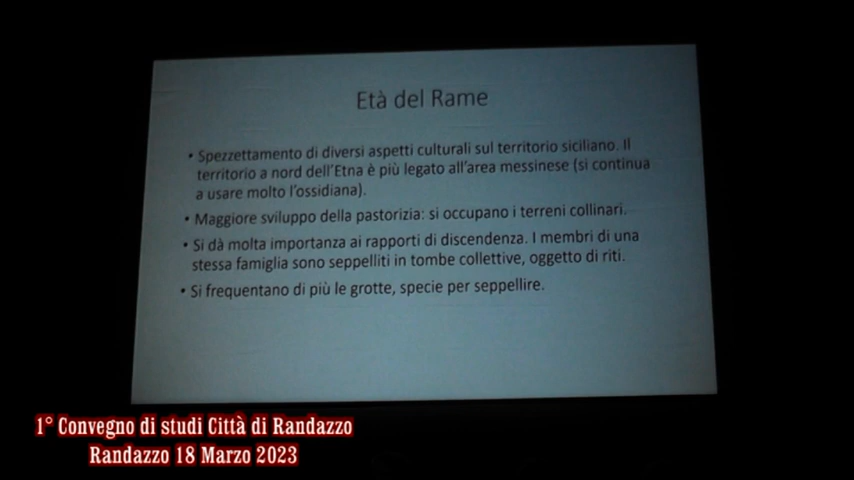 Età del Rame
• Spezzettamento di diversi aspetti culturali sul territorio siciliano. Il
territorio a nord dell'Etna è più legato all'area messinese (si continua
a usare molto l'ossidiana).
• Maggiore sviluppo della pastorizia: si occupano i terreni collinari.
• Si dà molta importanza ai rapporti di discendenza. I membri di una
stessa famiglia sono seppelliti in tombe collettive, oggetto di riti.
• Si frequentano di più le grotte, specie per seppellire.
1° Convegno di studi Città di Randazzo
Randazzo 18 Marzo 2023